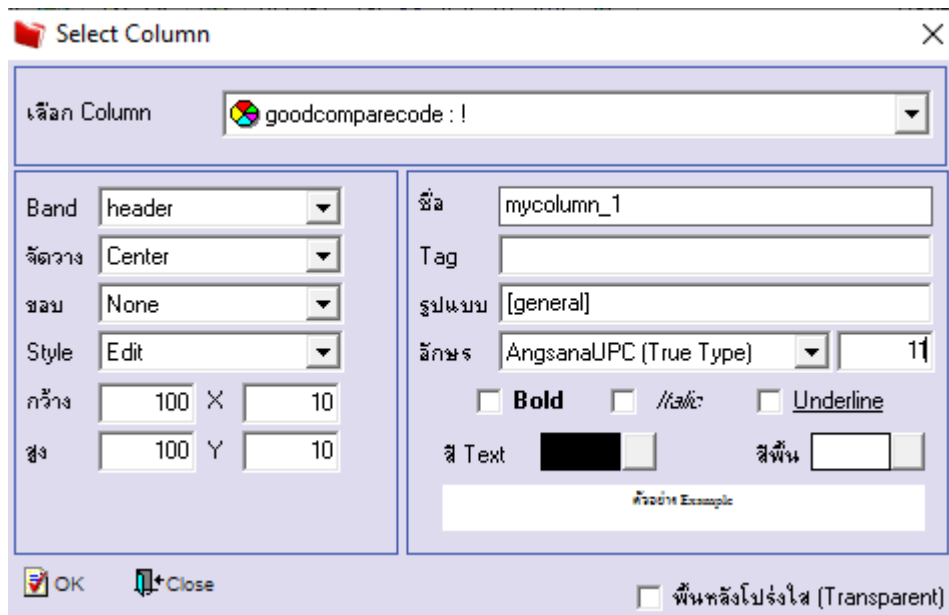 Select Column
เลือก Column goodcomparecode : !
Band header
จัดวาง Center
ขอบ None
Style Edit
กว้าง 100 X 10
สูง 100 Y 10
ชื่อ mycolumn_1
Tag
รูปแบบ [general]
อักษร AngsanaUPC (True Type) 11
Bold Italic Underline
สี Text สีพื้น
ตัวอย่าง Example
OK Close
พื้นหลังโปร่งใส (Transparent)